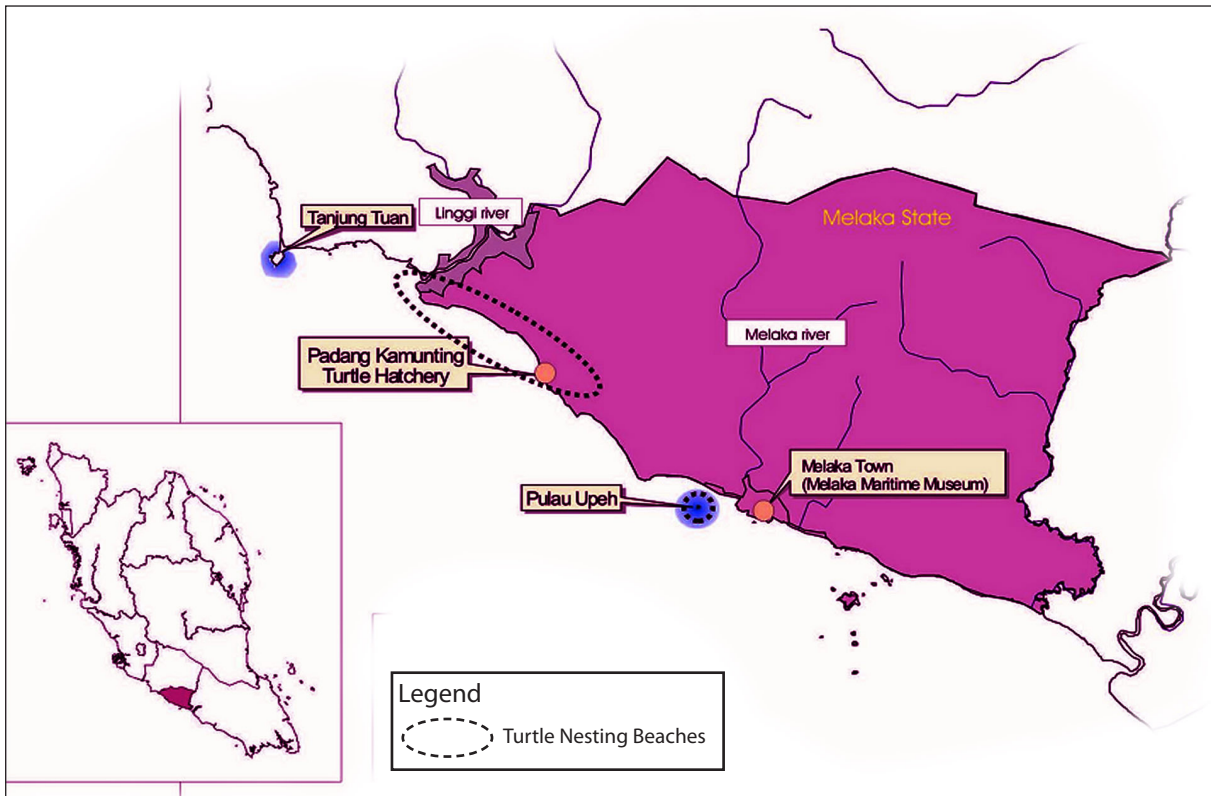 Tanjung Tuan
Linggi river
Melaka State
Melaka river
Padang Kamunting
Turtle Hatchery
Melaka Town
(Melaka Maritime Museum)
Pulau Upeh
Legend
Turtle Nesting Beaches